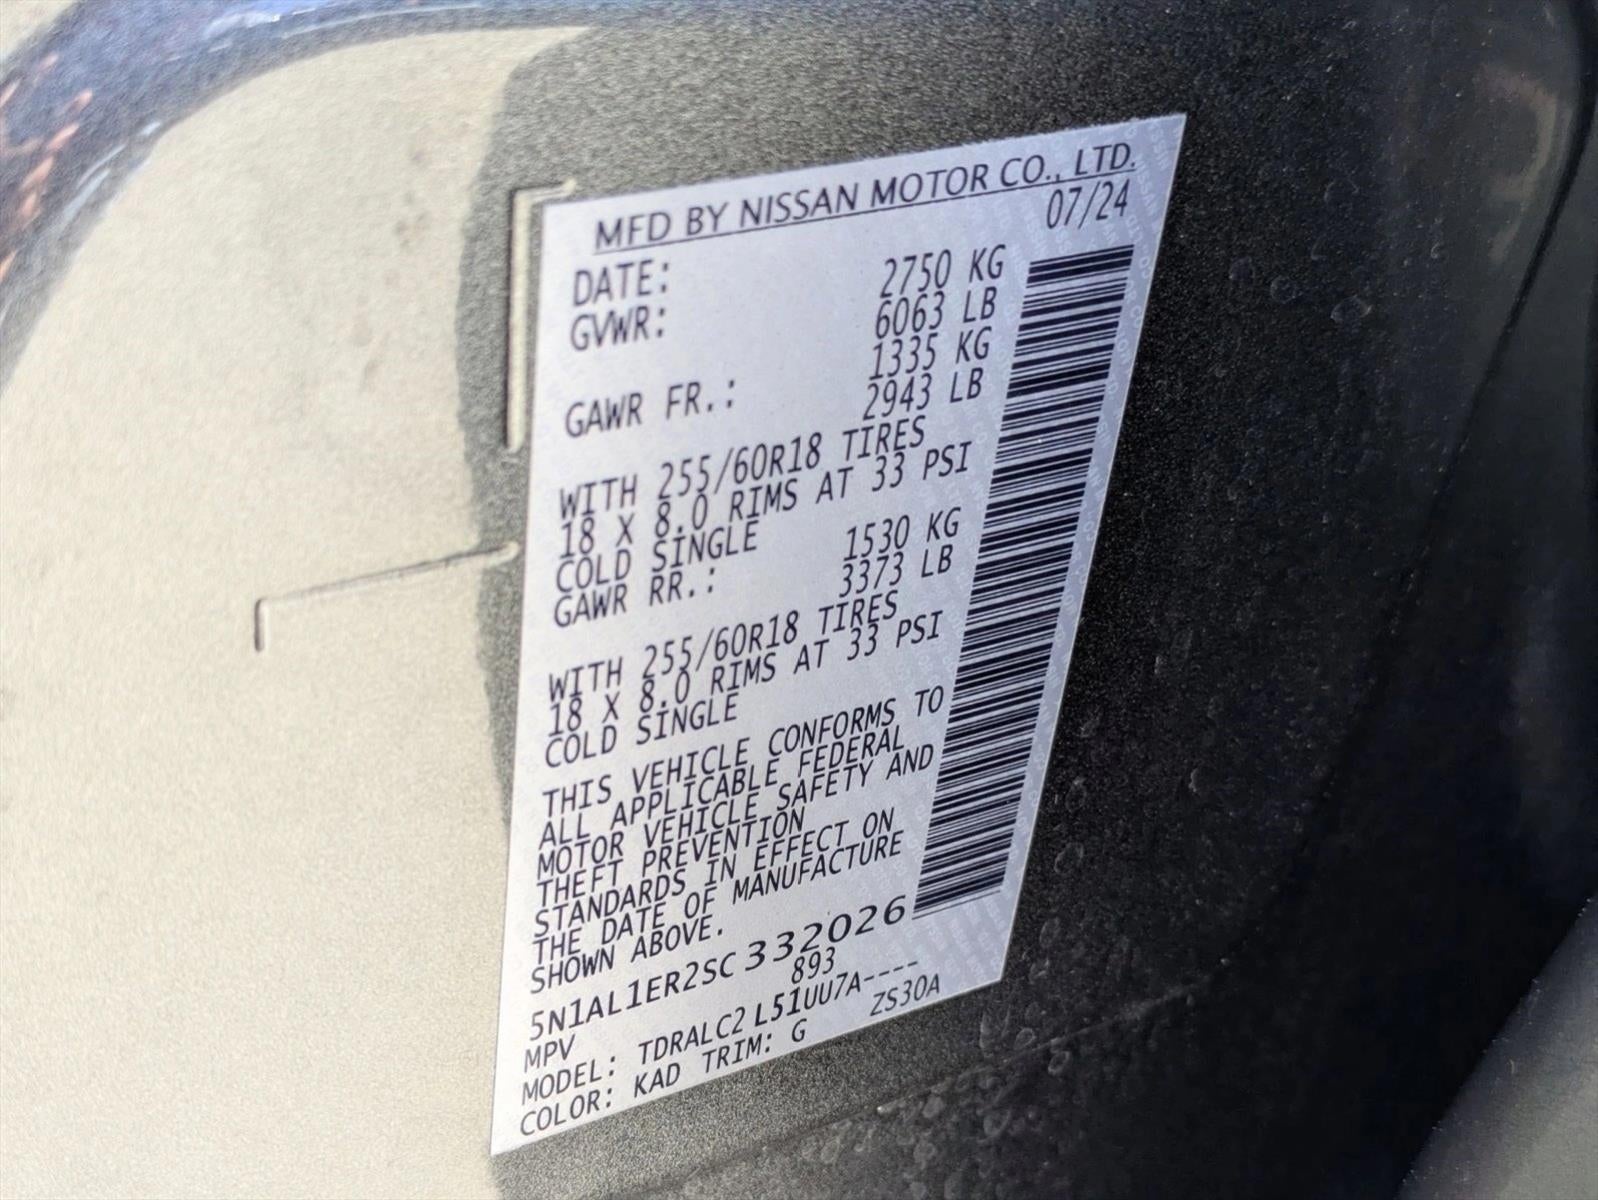 MFD BY NISSAN MOTOR CO., LTD.
DATE: 07/24
GVWR: 2750 KG
6063 LB
GAWR FR.: 1335 KG
2943 LB
WITH 255/60R18 TIRES
18 X 8.0 RIMS AT 33 PSI
COLD SINGLE
GAWR RR.: 1530 KG
3373 LB
WITH 255/60R18 TIRES
18 X 8.0 RIMS AT 33 PSI
COLD SINGLE
THIS VEHICLE CONFORMS TO
ALL APPLICABLE FEDERAL
MOTOR VEHICLE SAFETY AND
THEFT PREVENTION
STANDARDS IN EFFECT ON
THE DATE OF MANUFACTURE
SHOWN ABOVE.
5N1AL1ER2SC332026
MPV 893
MODEL: TDRALC2 L51UU7A----
COLOR: KAD TRIM: G ZS30A